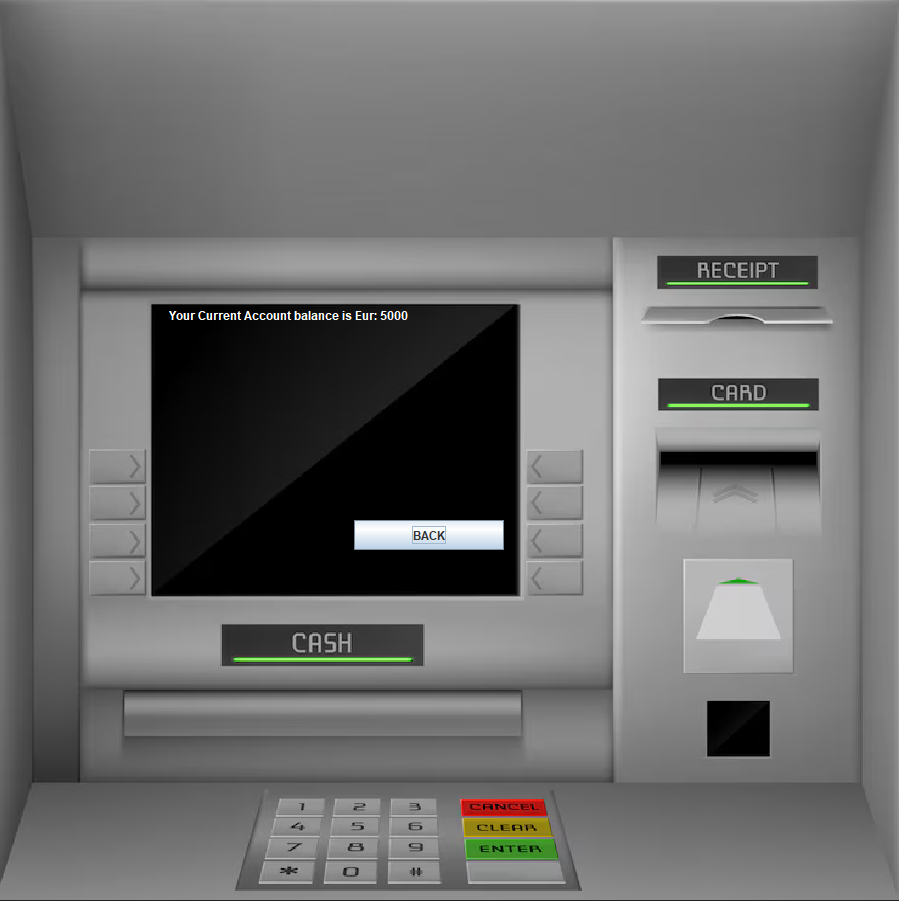 RECEIPT
Your Current Account balance is Eur: 5000
CARD
BACK
CASH
1 2 3 CANCEL
4 5 6 CLEAR
7 8 9 ENTER
* 0 #